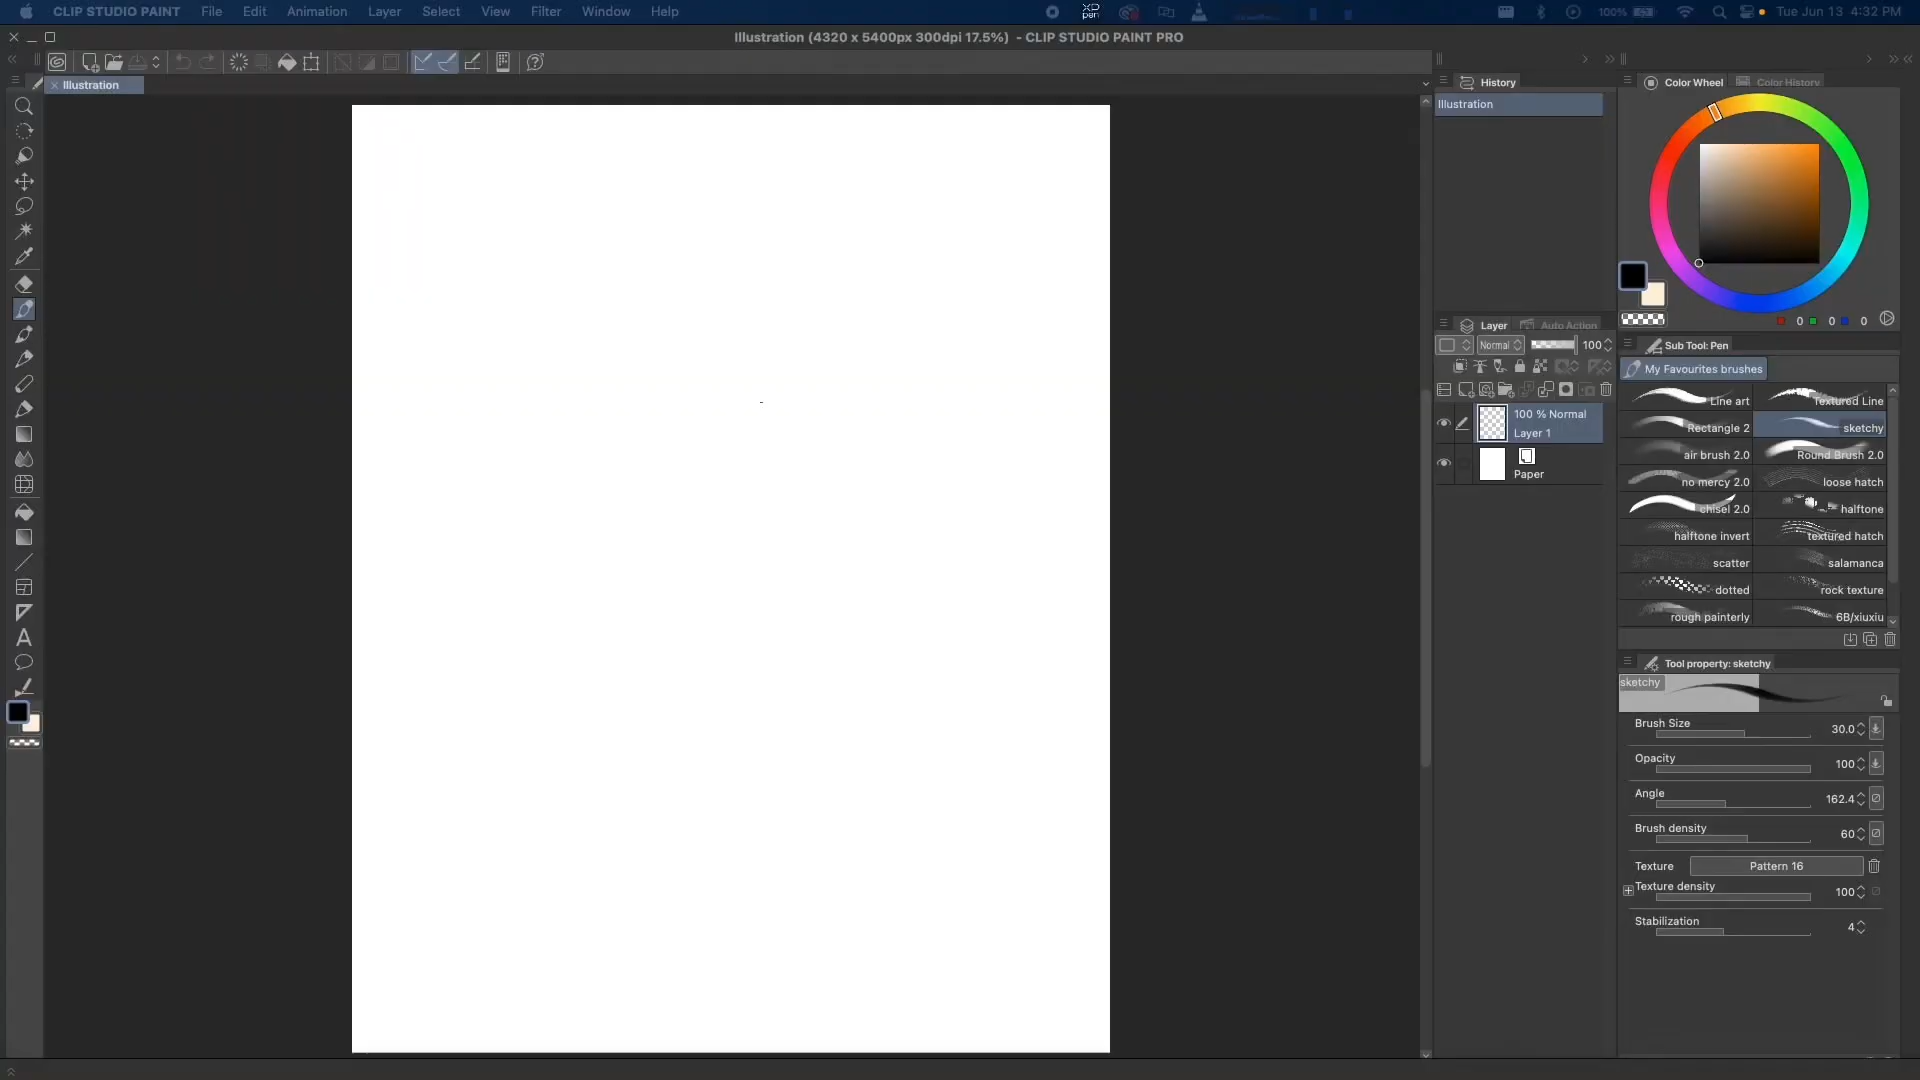 CLIP STUDIO PAINT File Edit Animation Layer Select View Filter Window Help XP pen 100% Tue Jun 13 4:32 PM
Illustration (4320 x 5400px 300dpi 17.5%) - CLIP STUDIO PAINT PRO
Illustration
History
Illustration
Layer Auto Action
Normal 100
100 % Normal
Layer 1
Paper
Color Wheel Color History
0 0 0
Sub Tool: Pen
My Favourites brushes
Line art Textured Line
Rectangle 2 sketchy
air brush 2.0 Round Brush 2.0
no mercy 2.0 loose hatch
chisel 2.0 halftone
halftone invert textured hatch
scatter salamanca
dotted rock texture
rough painterly 6B/xiuxiu
Tool property: sketchy
sketchy
Brush Size 30.0
Opacity 100
Angle 162.4
Brush density 60
Texture Pattern 16
Texture density 100
Stabilization 4